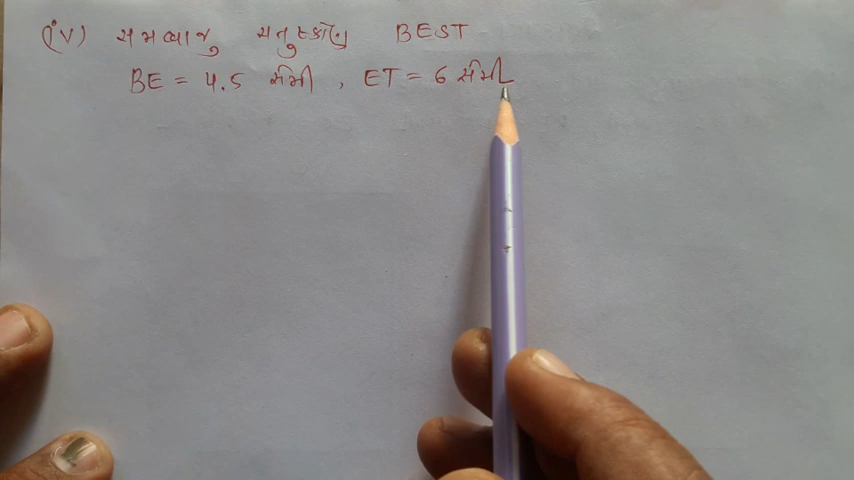 (iv) સમબાજુ ચતુષ્કોણ BEST
BE = 4.5 સેમી , ET = 6 સેમી